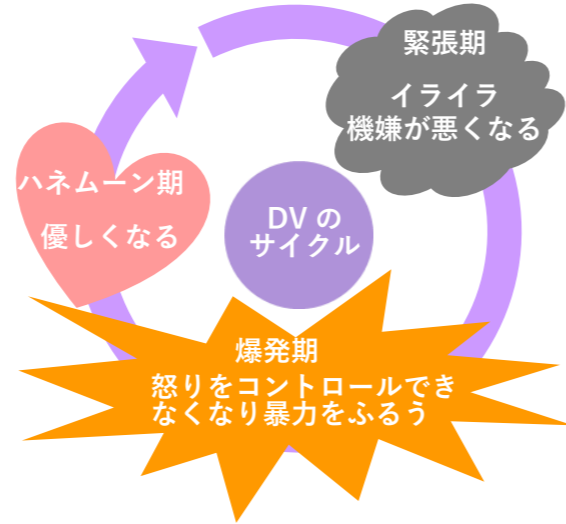 緊張期
イライラ
機嫌が悪くなる
ハネムーン期
優しくなる
DVの
サイクル
爆発期
怒りをコントロールでき
なくなり暴力をふるう